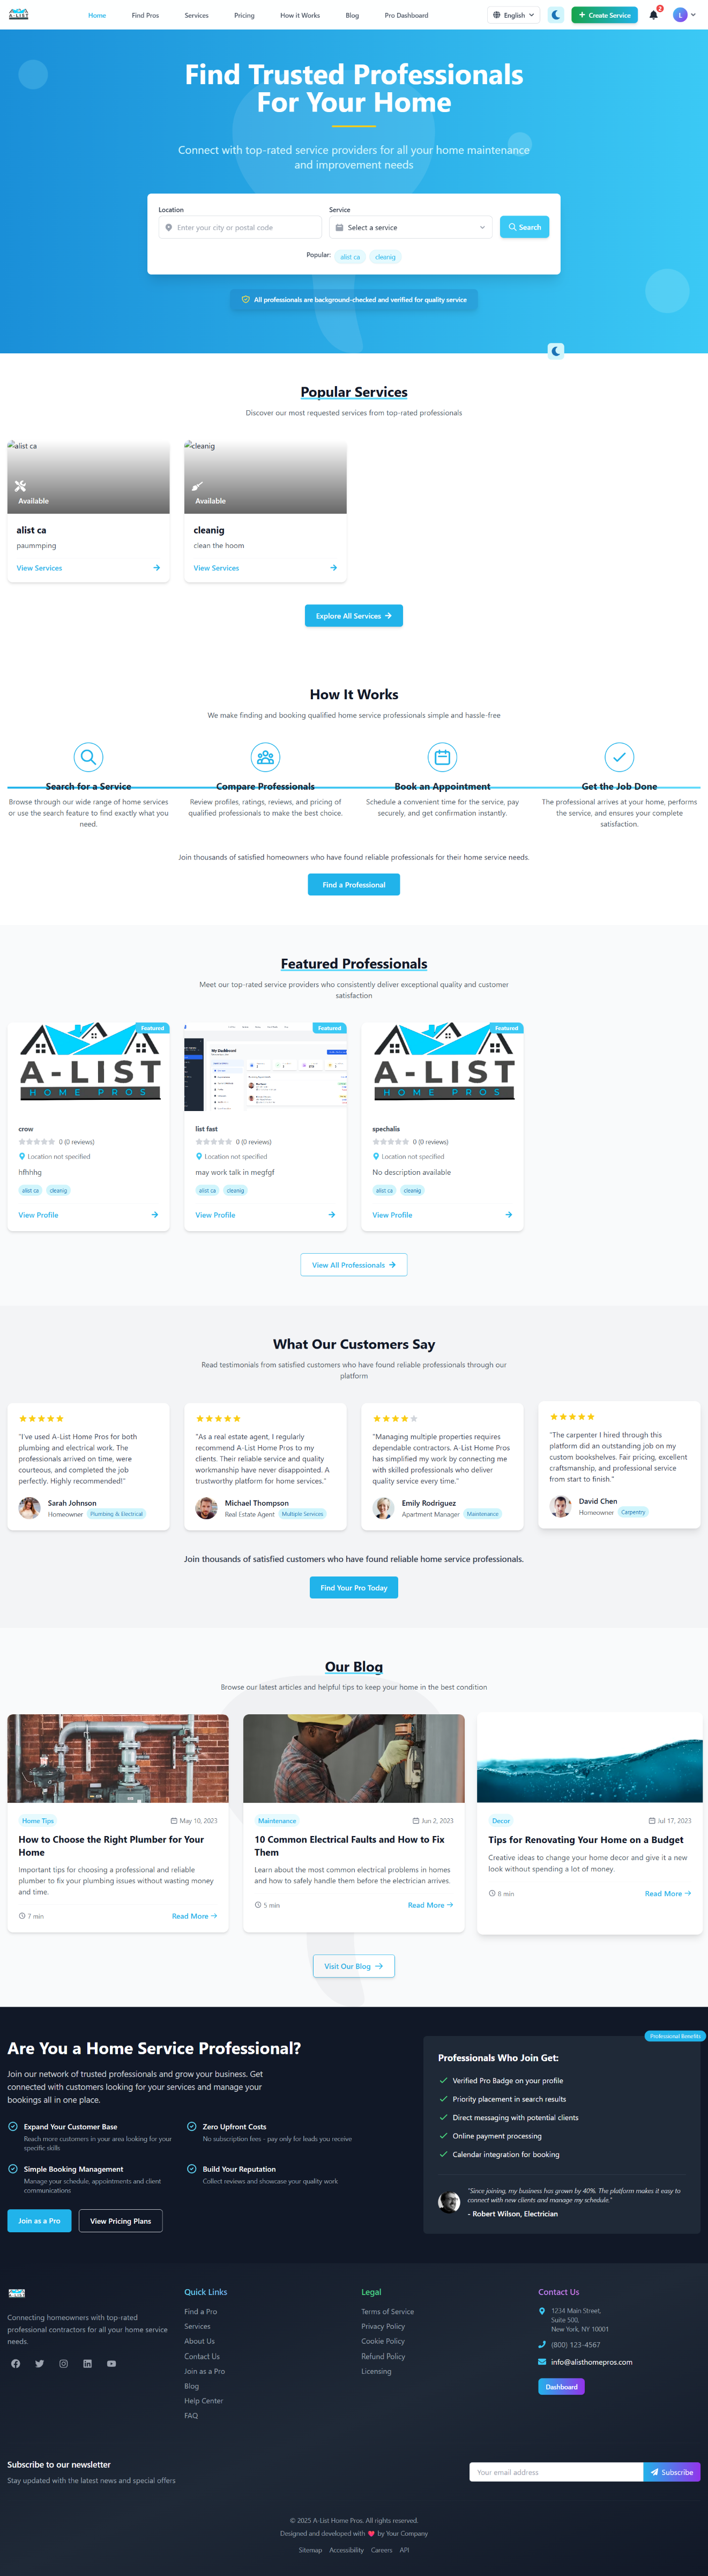 A-LIST
Home
Find Pros
Services
Pricing
How it Works
Blog
Pro Dashboard
English
Create Service
2
L
Find Trusted Professionals
For Your Home
Connect with top-rated service providers for all your home maintenance
and improvement needs
Location
Enter your city or postal code
Service
Select a service
Search
Popular:
alist ca
cleanig
All professionals are background-checked and verified for quality service
Popular Services
Discover our most requested services from top-rated professionals
alist ca
Available
alist ca
paummping
View Services
cleanig
Available
cleanig
clean the hoom
View Services
Explore All Services
How It Works
We make finding and booking qualified home service professionals simple and hassle-free
Search for a Service
Browse through our wide range of home services
or use the search feature to find exactly what you
need.
Compare Professionals
Review profiles, ratings, reviews, and pricing of
qualified professionals to make the best choice.
Book an Appointment
Schedule a convenient time for the service, pay
securely, and get confirmation instantly.
Get the Job Done
The professional arrives at your home, performs
the service, and ensures your complete
satisfaction.
Join thousands of satisfied homeowners who have found reliable professionals for their home service needs.
Find a Professional
Featured Professionals
Meet our top-rated service providers who consistently deliver exceptional quality and customer
satisfaction
Featured
A-LIST
HOME PROS
crow
0 (0 reviews)
Location not specified
hfhhhg
alist ca
cleanig
View Profile
Featured
My Dashboard
list fast
0 (0 reviews)
Location not specified
may work talk in megfgf
alist ca
cleanig
View Profile
Featured
A-LIST
HOME PROS
spechalis
0 (0 reviews)
Location not specified
No description available
alist ca
cleanig
View Profile
View All Professionals
What Our Customers Say
Read testimonials from satisfied customers who have found reliable professionals through our
platform
"I've used A-List Home Pros for both
plumbing and electrical work. The
professionals arrived on time, were
courteous, and completed the job
perfectly. Highly recommended!"
Sarah Johnson
Homeowner
Plumbing & Electrical
"As a real estate agent, I regularly
recommend A-List Home Pros to my
clients. Their reliable service and quality
workmanship have never disappointed. A
trustworthy platform for home services."
Michael Thompson
Real Estate Agent
Multiple Services
"Managing multiple properties requires
dependable contractors. A-List Home Pros
has simplified my work by connecting me
with skilled professionals who deliver
quality service every time."
Emily Rodriguez
Apartment Manager
Maintenance
"The carpenter I hired through this
platform did an outstanding job on my
custom bookshelves. Fair pricing, excellent
craftsmanship, and professional service
from start to finish."
David Chen
Homeowner
Carpentry
Join thousands of satisfied customers who have found reliable home service professionals.
Find Your Pro Today
Our Blog
Browse our latest articles and helpful tips to keep your home in the best condition
Home Tips
May 10, 2023
How to Choose the Right Plumber for Your
Home
Important tips for choosing a professional and reliable
plumber to fix your plumbing issues without wasting money
and time.
7 min
Read More
Maintenance
Jun 2, 2023
10 Common Electrical Faults and How to Fix
Them
Learn about the most common electrical problems in homes
and how to safely handle them before the electrician arrives.
5 min
Read More
Decor
Jul 17, 2023
Tips for Renovating Your Home on a Budget
Creative ideas to change your home decor and give it a new
look without spending a lot of money.
8 min
Read More
Visit Our Blog
Are You a Home Service Professional?
Join our network of trusted professionals and grow your business. Get
connected with customers looking for your services and manage your
bookings all in one place.
Expand Your Customer Base
Reach more customers in your area looking for your
specific skills
Zero Upfront Costs
No subscription fees - pay only for leads you receive
Simple Booking Management
Manage your schedule, appointments and client
communications
Build Your Reputation
Collect reviews and showcase your quality work
Join as a Pro
View Pricing Plans
Professional Benefits
Professionals Who Join Get:
Verified Pro Badge on your profile
Priority placement in search results
Direct messaging with potential clients
Online payment processing
Calendar integration for booking
"Since joining, my business has grown by 40%. The platform makes it easy to
connect with new clients and manage my schedule."
- Robert Wilson, Electrician
A-LIST
Connecting homeowners with top-rated
professional contractors for all your home service
needs.
Quick Links
Find a Pro
Services
About Us
Contact Us
Join as a Pro
Blog
Help Center
FAQ
Legal
Terms of Service
Privacy Policy
Cookie Policy
Refund Policy
Licensing
Contact Us
1234 Main Street,
Suite 500,
New York, NY 10001
(800) 123-4567
info@alisthomepros.com
Dashboard
Subscribe to our newsletter
Stay updated with the latest news and special offers
Your email address
Subscribe
© 2025 A-List Home Pros. All rights reserved.
Designed and developed with ❤ by Your Company
Sitemap
Accessibility
Careers
API